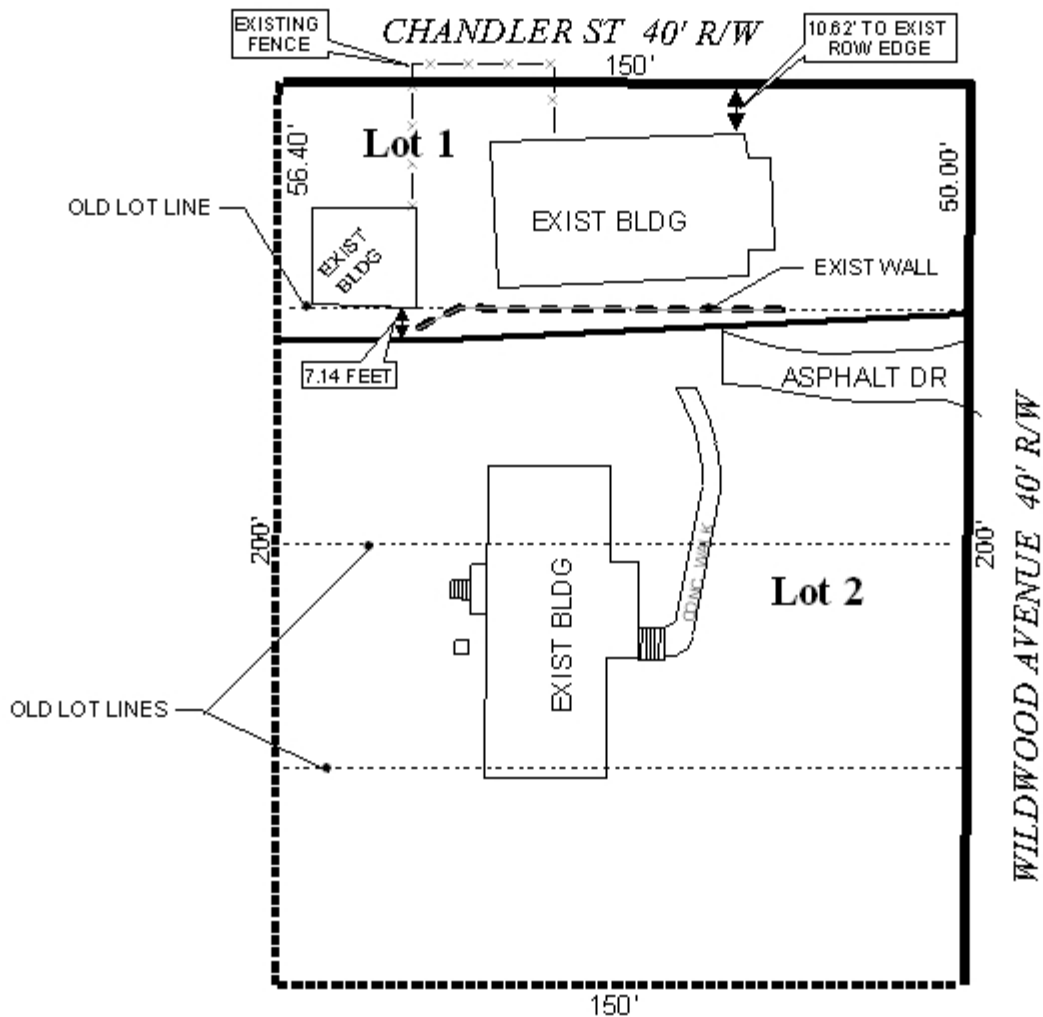 EXISTING
FENCE
CHANDLER ST 40' R/W
10.62' TO EXIST
ROW EDGE
150'
Lot 1
56.40'
50.00'
OLD LOT LINE
EXIST BLDG
EXIST
BLDG
EXIST WALL
7.14 FEET
ASPHALT DR
200'
CONC WALK
200'
Lot 2
EXIST BLDG
WILDWOOD AVENUE 40' R/W
OLD LOT LINES
150'